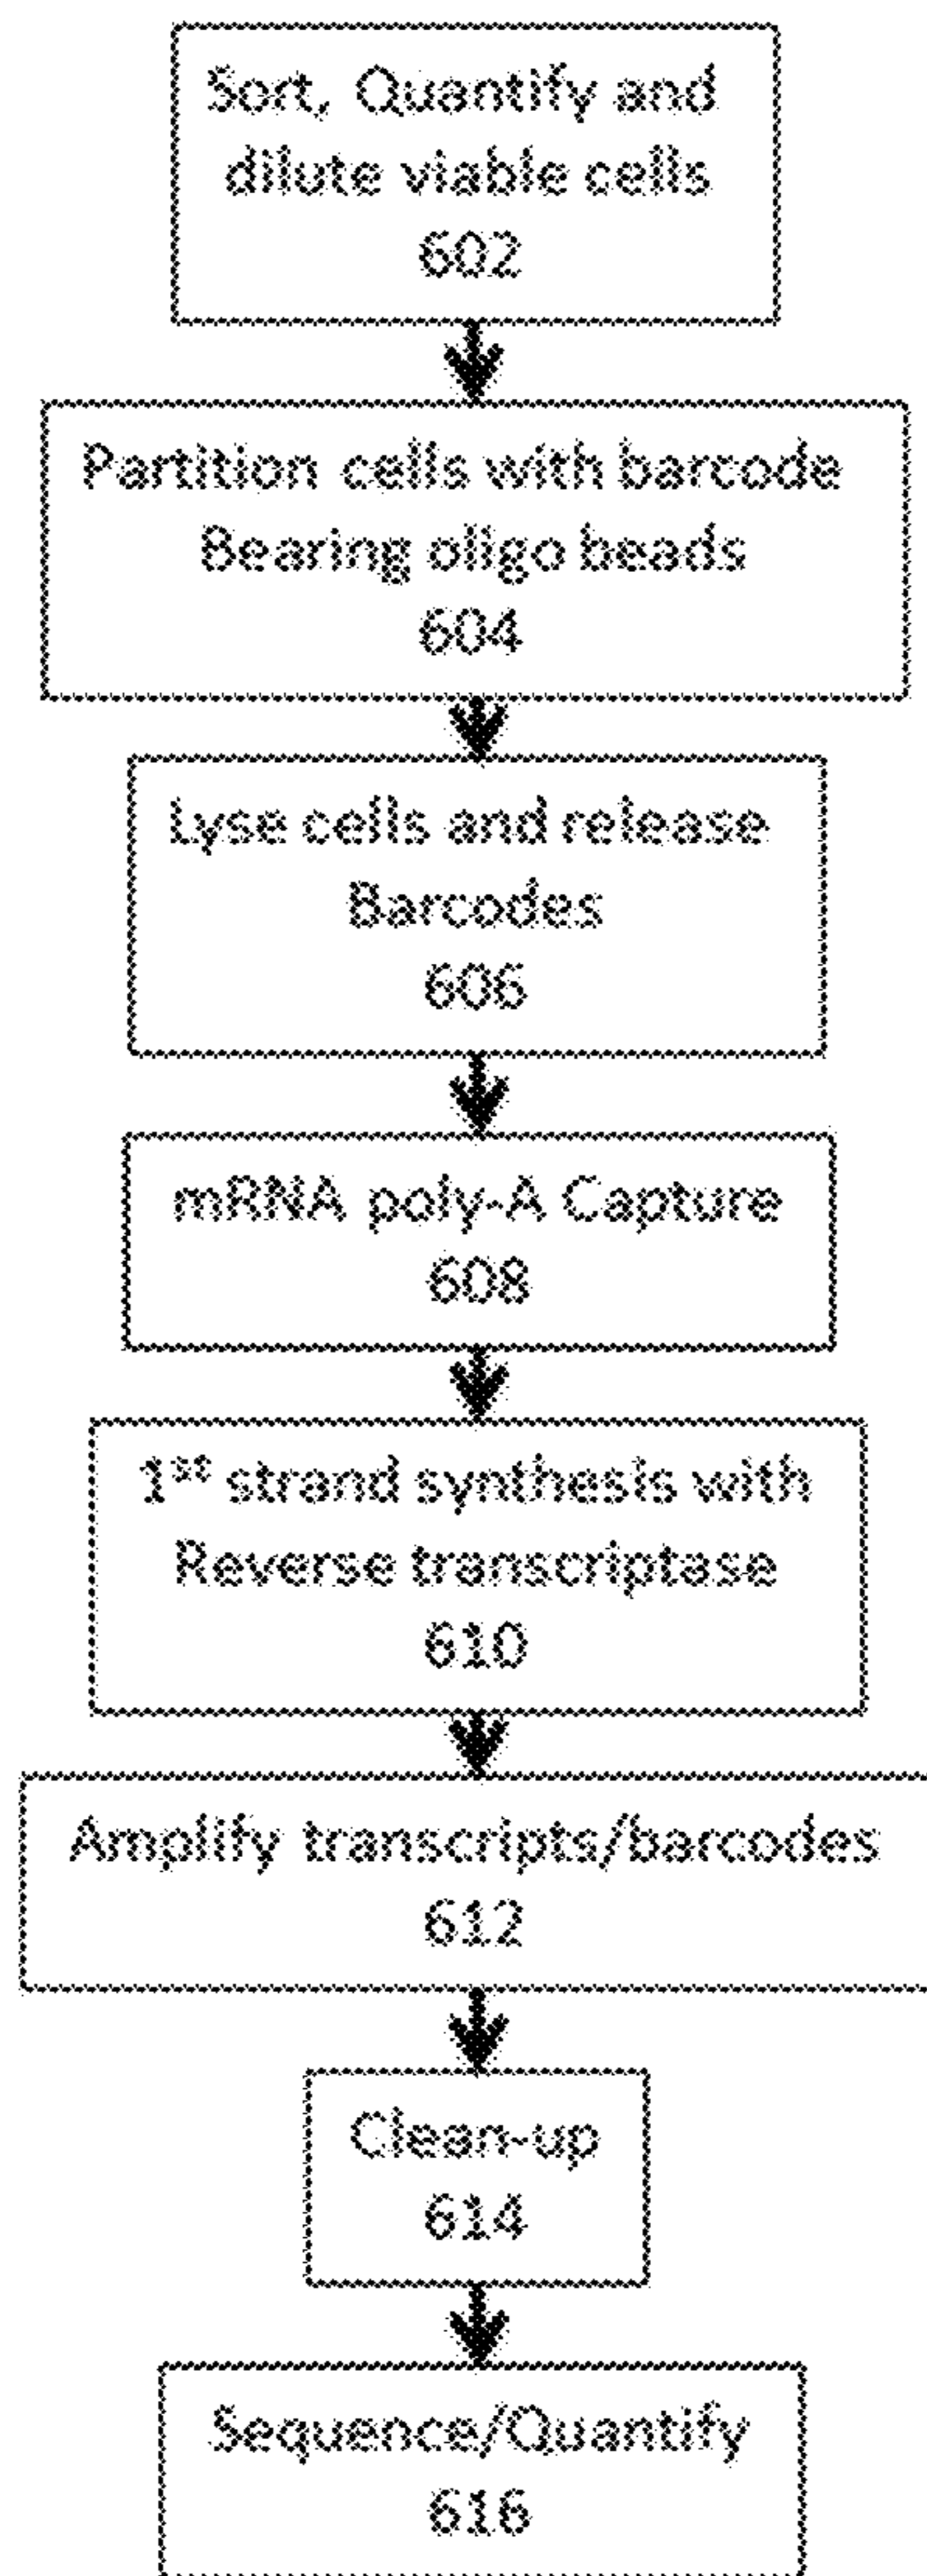 Sort, Quantify and
dilute viable cells
602
Partition cells with barcode
Bearing oligo beads
604
Lyse cells and release
Barcodes
606
mRNA poly-A Capture
608
1st strand synthesis with
Reverse transcriptase
610
Amplify transcripts/barcodes
612
Clean-up
614
Sequence/Quantify
616